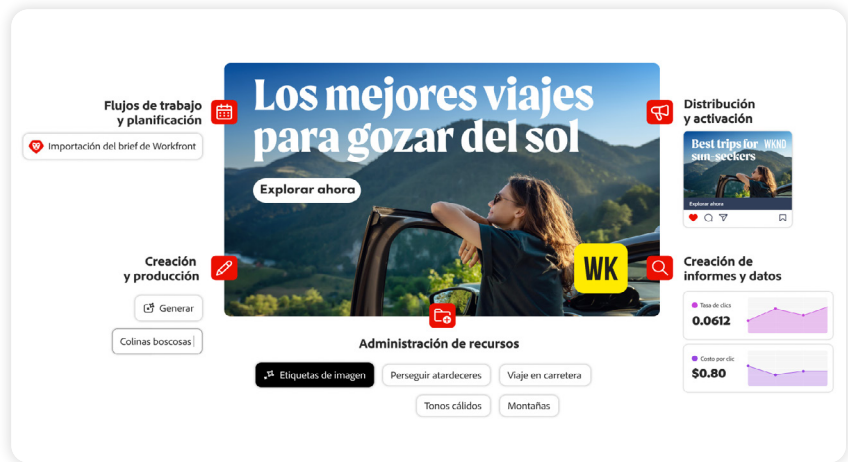 Flujos de trabajo
y planificación
Importación del brief de Workfront
Los mejores viajes
para gozar del sol
Explorar ahora
WK
Distribución
y activación
Best trips for WKND
sun-seekers
Explorar ahora
Creación
y producción
Generar
Colinas boscosas
Administración de recursos
Etiquetas de imagen
Perseguir atardeceres
Viaje en carretera
Tonos cálidos
Montañas
Creación de
informes y datos
Tasa de clics
0.0612
Costo por clic
$0.80